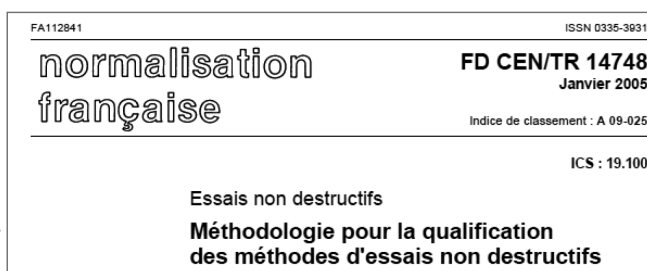 FA112841 ISSN 0335-3931
normalisation
française
FD CEN/TR 14748
Janvier 2005
Indice de classement : A 09-025
ICS : 19.100
Essais non destructifs
Méthodologie pour la qualification
des méthodes d'essais non destructifs